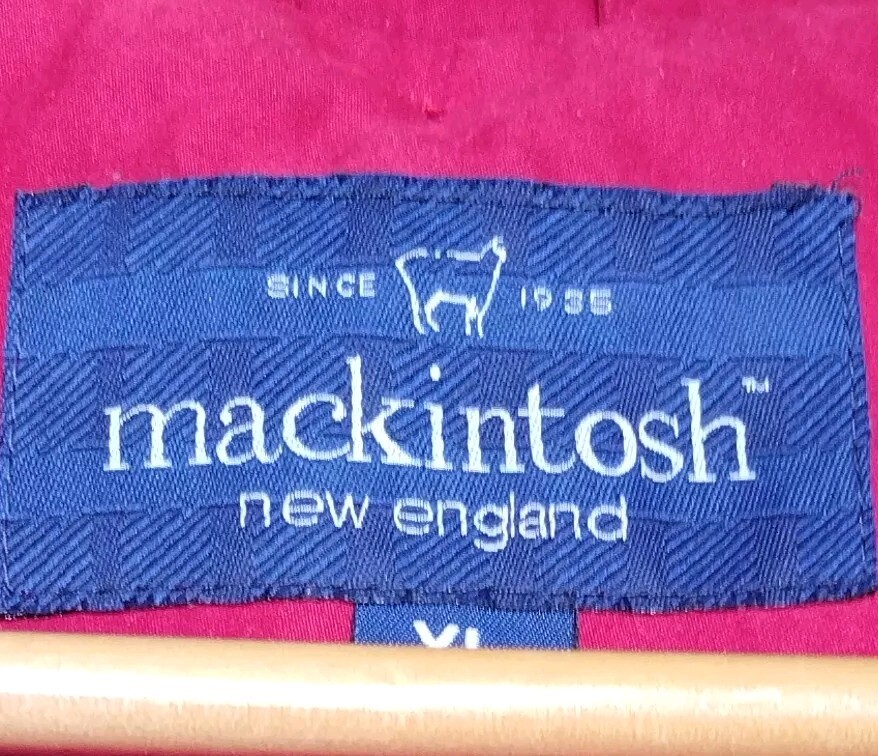 SINCE 1935
mackintosh™
new england
XL